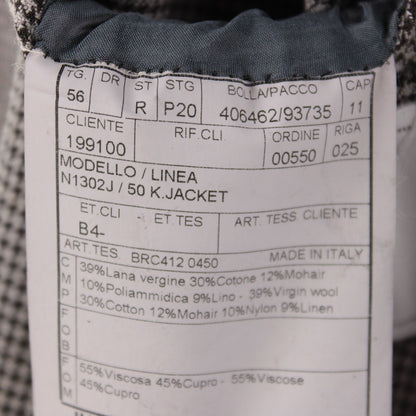 TG. DR ST STG BOLLA/PACCO CAP
56 R P20 406462/93735 11
CLIENTE RIF.CLI. ORDINE RIGA
199100 00550 025
MODELLO / LINEA
N1302J / 50 K.JACKET
ET.CLI - ET.TES ART. TESS CLIENTE
B4-
ART.TES BRC412 0450 MADE IN ITALY
CMP
39%Lana vergine 30%Cotone 12%Mohair
10%Poliammidica 9%Lino - 39%Virgin wool
30%Cotton 12%Mohair 10%Nylon 9%Linen
FOB
FOM
55%Viscosa 45%Cupro - 55%Viscose
45%Cupro